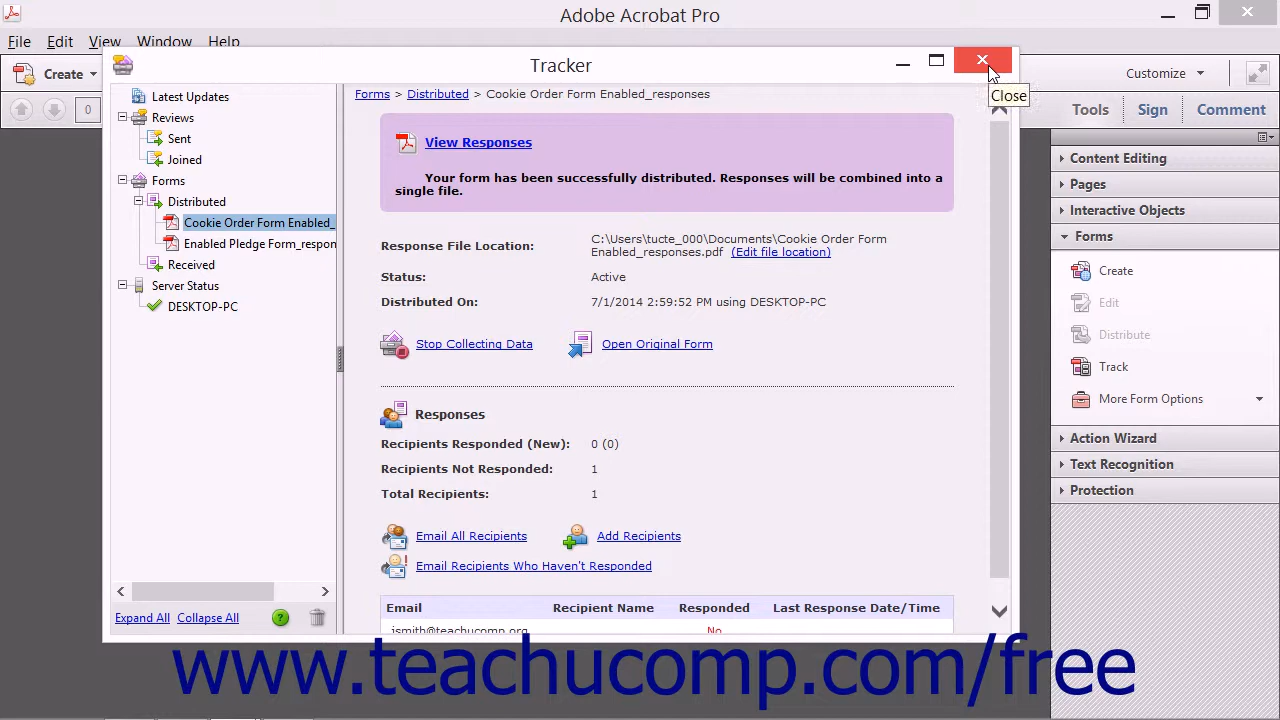 Adobe Acrobat Pro
File Edit View Window Help
Create
Customize
0
Tools Sign Comment
Tracker
Close
Latest Updates
Reviews
Sent
Joined
Forms
Distributed
Cookie Order Form Enabled_
Enabled Pledge Form_respon
Received
Server Status
DESKTOP-PC
Expand All Collapse All
?
Forms > Distributed > Cookie Order Form Enabled_responses
View Responses
Your form has been successfully distributed. Responses will be combined into a
single file.
Response File Location: C:\Users\tucte_000\Documents\Cookie Order Form
Enabled_responses.pdf (Edit file location)
Status: Active
Distributed On: 7/1/2014 2:59:52 PM using DESKTOP-PC
Stop Collecting Data Open Original Form
Responses
Recipients Responded (New): 0 (0)
Recipients Not Responded: 1
Total Recipients: 1
Email All Recipients Add Recipients
Email Recipients Who Haven't Responded
Email Recipient Name Responded Last Response Date/Time
jsmith@teachucomp.org No
Content Editing
Pages
Interactive Objects
Forms
Create
Edit
Distribute
Track
More Form Options
Action Wizard
Text Recognition
Protection
www.teachucomp.com/free